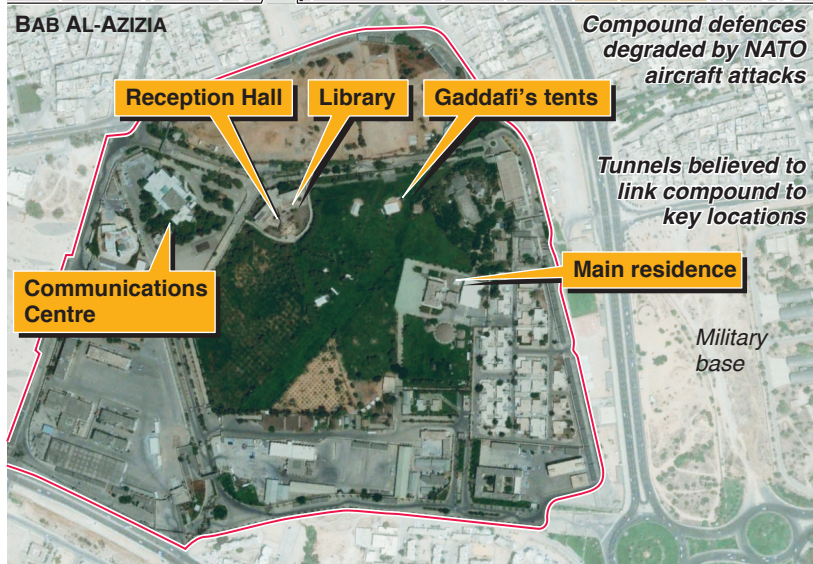 BAB AL-AZIZIA
Compound defences
degraded by NATO
aircraft attacks
Reception Hall
Library
Gaddafi's tents
Tunnels believed to
link compound to
key locations
Main residence
Communications
Centre
Military
base